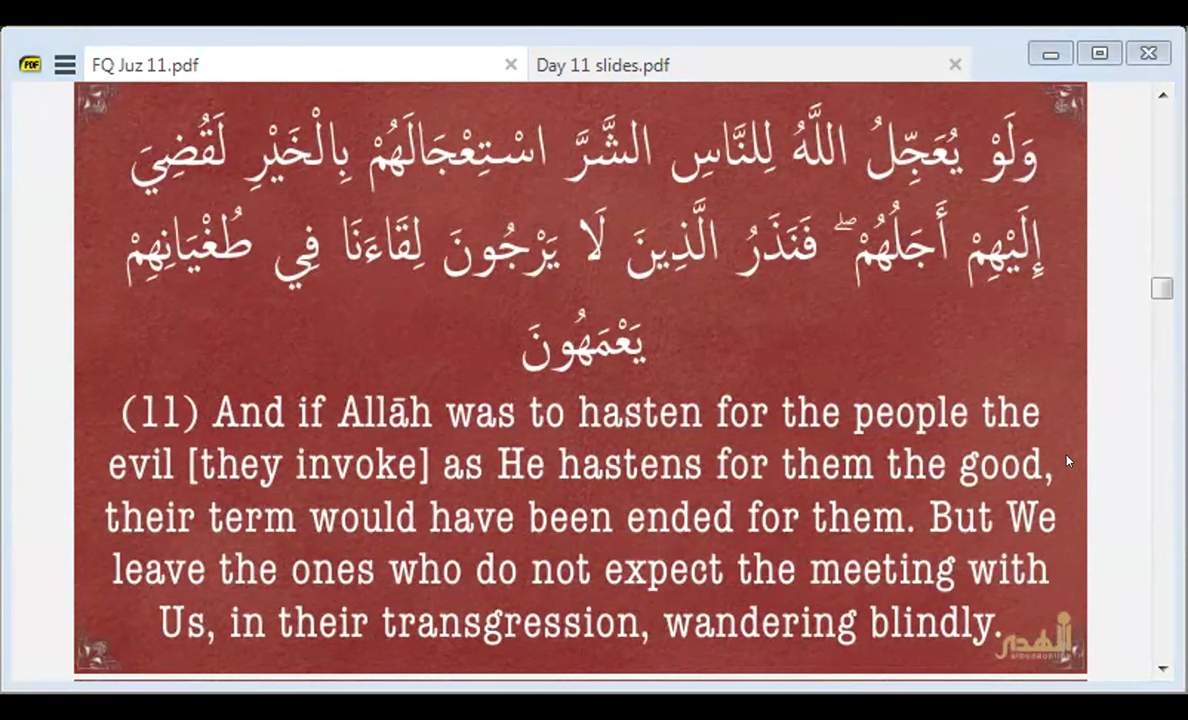 FQ Juz 11.pdf
Day 11 slides.pdf
وَلَوْ يُعَجِّلُ اللَّهُ لِلنَّاسِ الشَّرَّ اسْتِعْجَالَهُمْ بِالْخَيْرِ لَقُضِيَ
إِلَيْهِمْ أَجَلُهُمْ ۖ فَنَذَرُ الَّذِينَ لَا يَرْجُونَ لِقَاءَنَا فِي طُغْيَانِهِمْ
يَعْمَهُونَ
(11) And if Allāh was to hasten for the people the
evil [they invoke] as He hastens for them the good,
their term would have been ended for them. But We
leave the ones who do not expect the meeting with
Us, in their transgression, wandering blindly.
الهدى